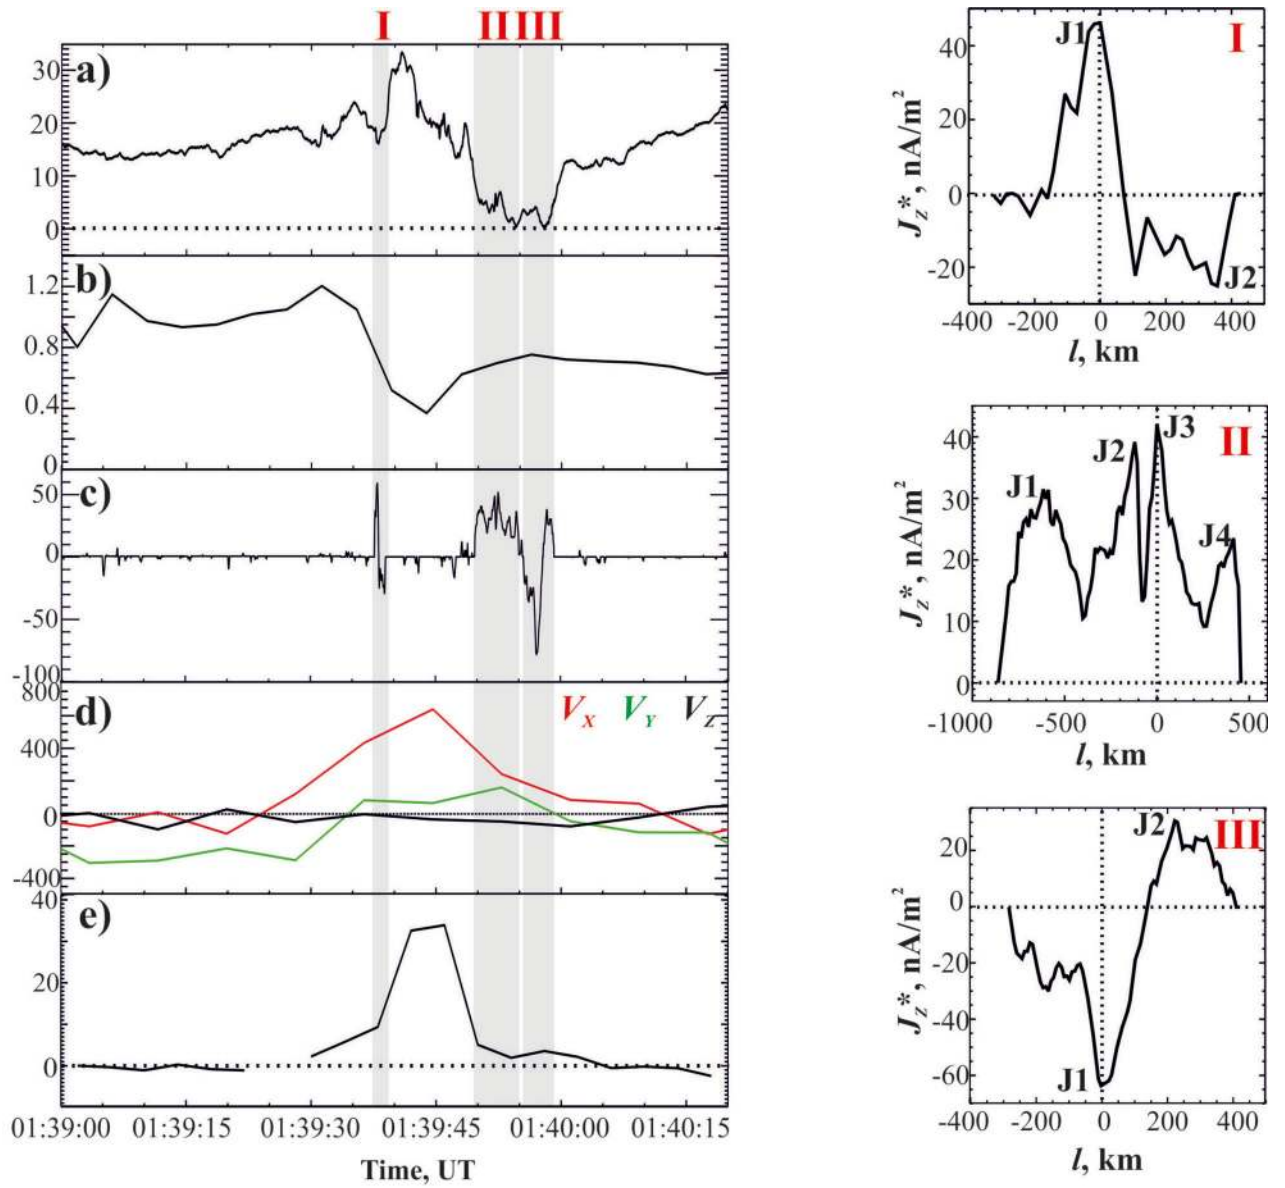 I II III
a)
30
20
10
0
b)
1.2
0.8
0.4
0
c)
50
0
-50
-100
d)
V_X V_Y V_Z
800
400
0
-400
e)
40
20
0
01:39:00 01:39:15 01:39:30 01:39:45 01:40:00 01:40:15
Time, UT
I
J1
J2
40
20
0
-20
-400 -200 0 200 400
J_Z*, nA/m²
l, km
II
J1
J2
J3
J4
40
30
20
10
0
-1000 -500 0 500
J_Z*, nA/m²
l, km
III
J2
J1
20
0
-20
-40
-60
-400 -200 0 200 400
J_Z*, nA/m²
l, km